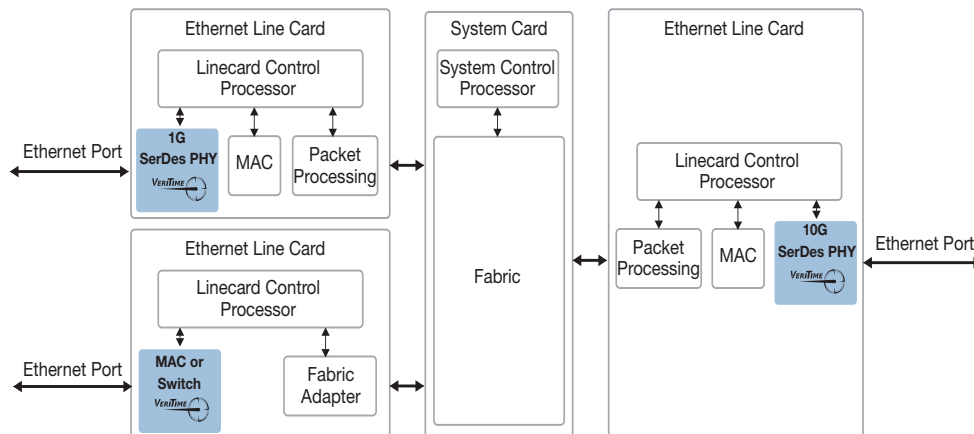 Ethernet Line Card
Linecard Control
Processor
1G
SerDes PHY
VERITIME
MAC
Packet
Processing
Ethernet Port
Ethernet Line Card
Linecard Control
Processor
MAC or
Switch
VERITIME
Fabric
Adapter
Ethernet Port
System Card
System Control
Processor
Fabric
Ethernet Line Card
Linecard Control
Processor
Packet
Processing
MAC
10G
SerDes PHY
VERITIME
Ethernet Port